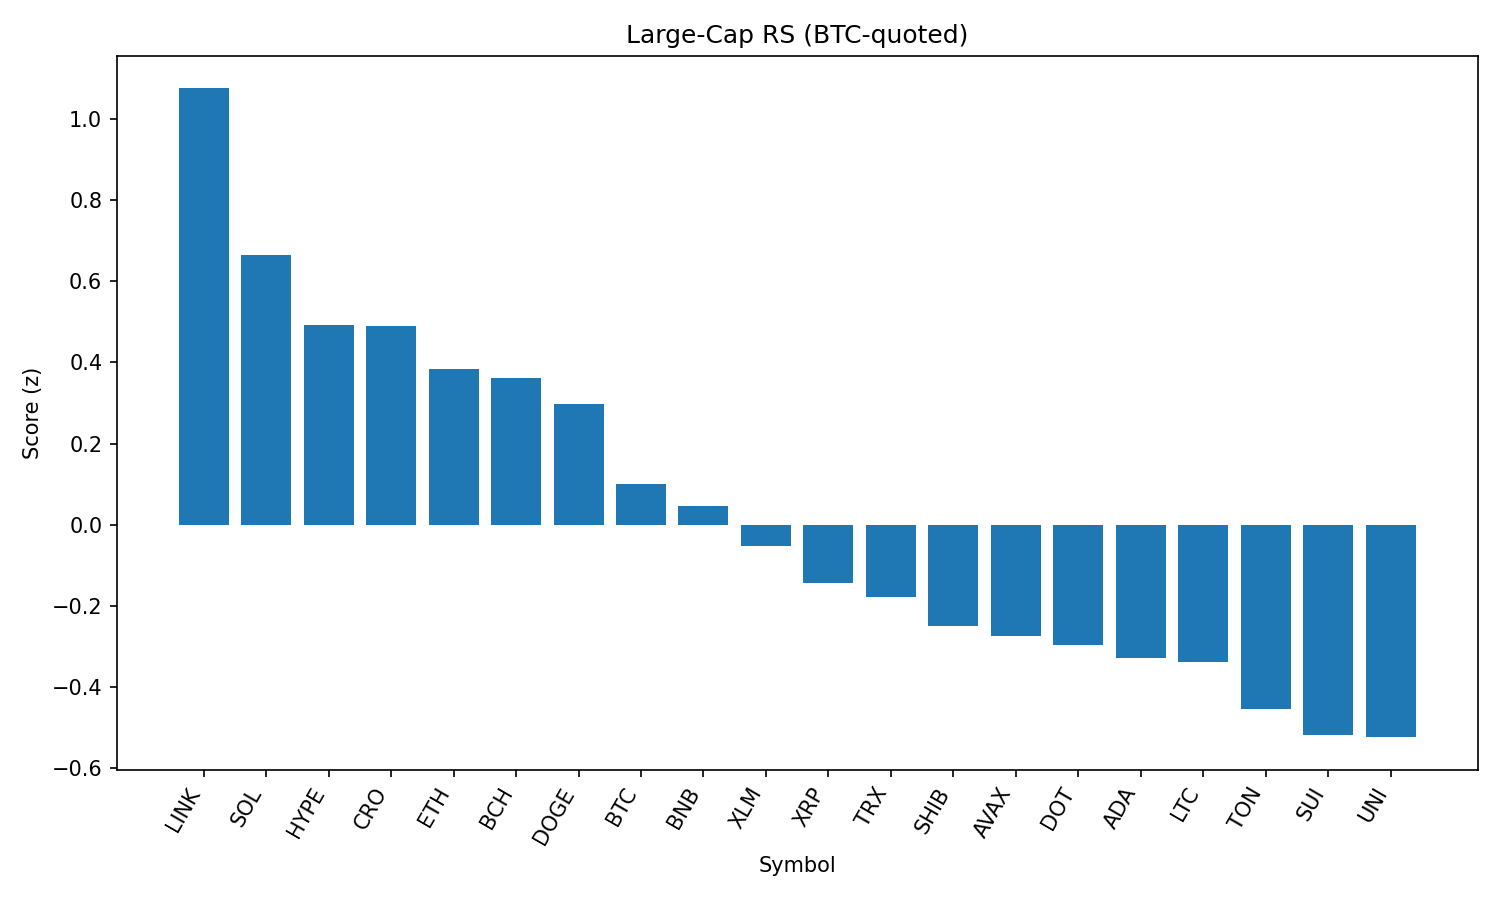 Large-Cap RS (BTC-quoted)
1.0
0.8
0.6
0.4
0.2
0.0
−0.2
−0.4
−0.6
Score (z)
LINK
SOL
HYPE
CRO
ETH
BCH
DOGE
BTC
BNB
XLM
XRP
TRX
SHIB
AVAX
DOT
ADA
LTC
TON
SUI
UNI
Symbol